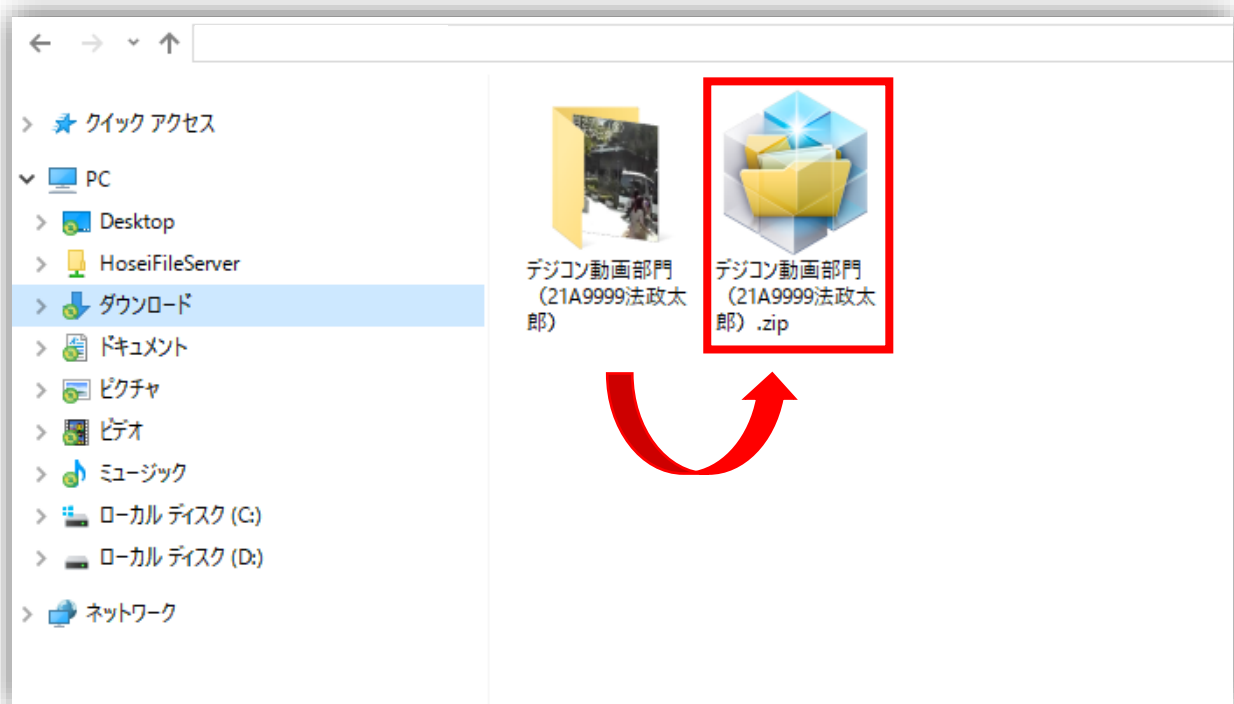 クイック アクセス
PC
Desktop
HoseiFileServer
ダウンロード
ドキュメント
ピクチャ
ビデオ
ミュージック
ローカル ディスク (C:)
ローカル ディスク (D:)
ネットワーク
デジコン動画部門
（21A9999法政太
郎）
デジコン動画部門
（21A9999法政太
郎）.zip